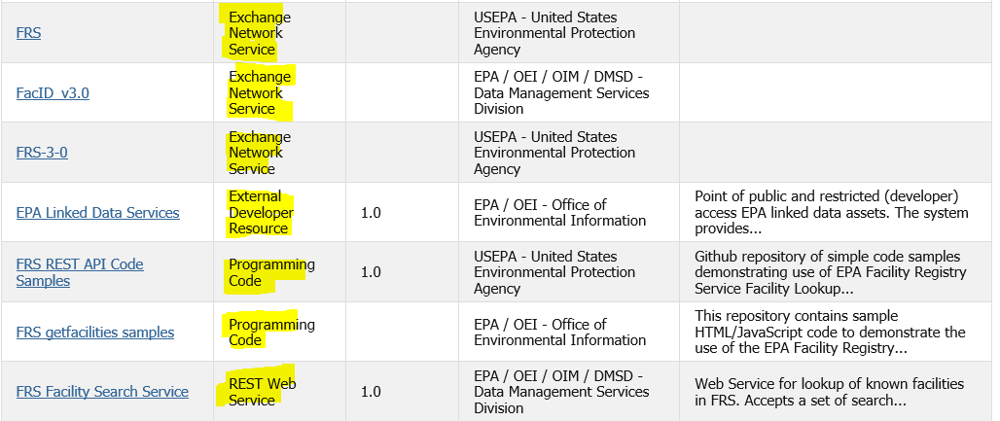 FRS
Exchange
Network
Service
USEPA - United States
Environmental Protection
Agency
FacID_v3.0
Exchange
Network
Service
EPA / OEI / OIM / DMSD -
Data Management Services
Division
FRS-3-0
Exchange
Network
Service
USEPA - United States
Environmental Protection
Agency
EPA Linked Data Services
External
Developer
Resource
1.0
EPA / OEI - Office of
Environmental Information
Point of public and restricted (developer)
access EPA linked data assets. The system
provides...
FRS REST API Code
Samples
Programming
Code
1.0
USEPA - United States
Environmental Protection
Agency
Github repository of simple code samples
demonstrating use of EPA Facility Registry
Service Facility Lookup...
FRS getfacilities samples
Programming
Code
EPA / OEI - Office of
Environmental Information
This repository contains sample
HTML/JavaScript code to demonstrate the
use of the EPA Facility Registry...
FRS Facility Search Service
REST Web
Service
1.0
EPA / OEI / OIM / DMSD -
Data Management Services
Division
Web Service for lookup of known facilities
in FRS. Accepts a set of search...